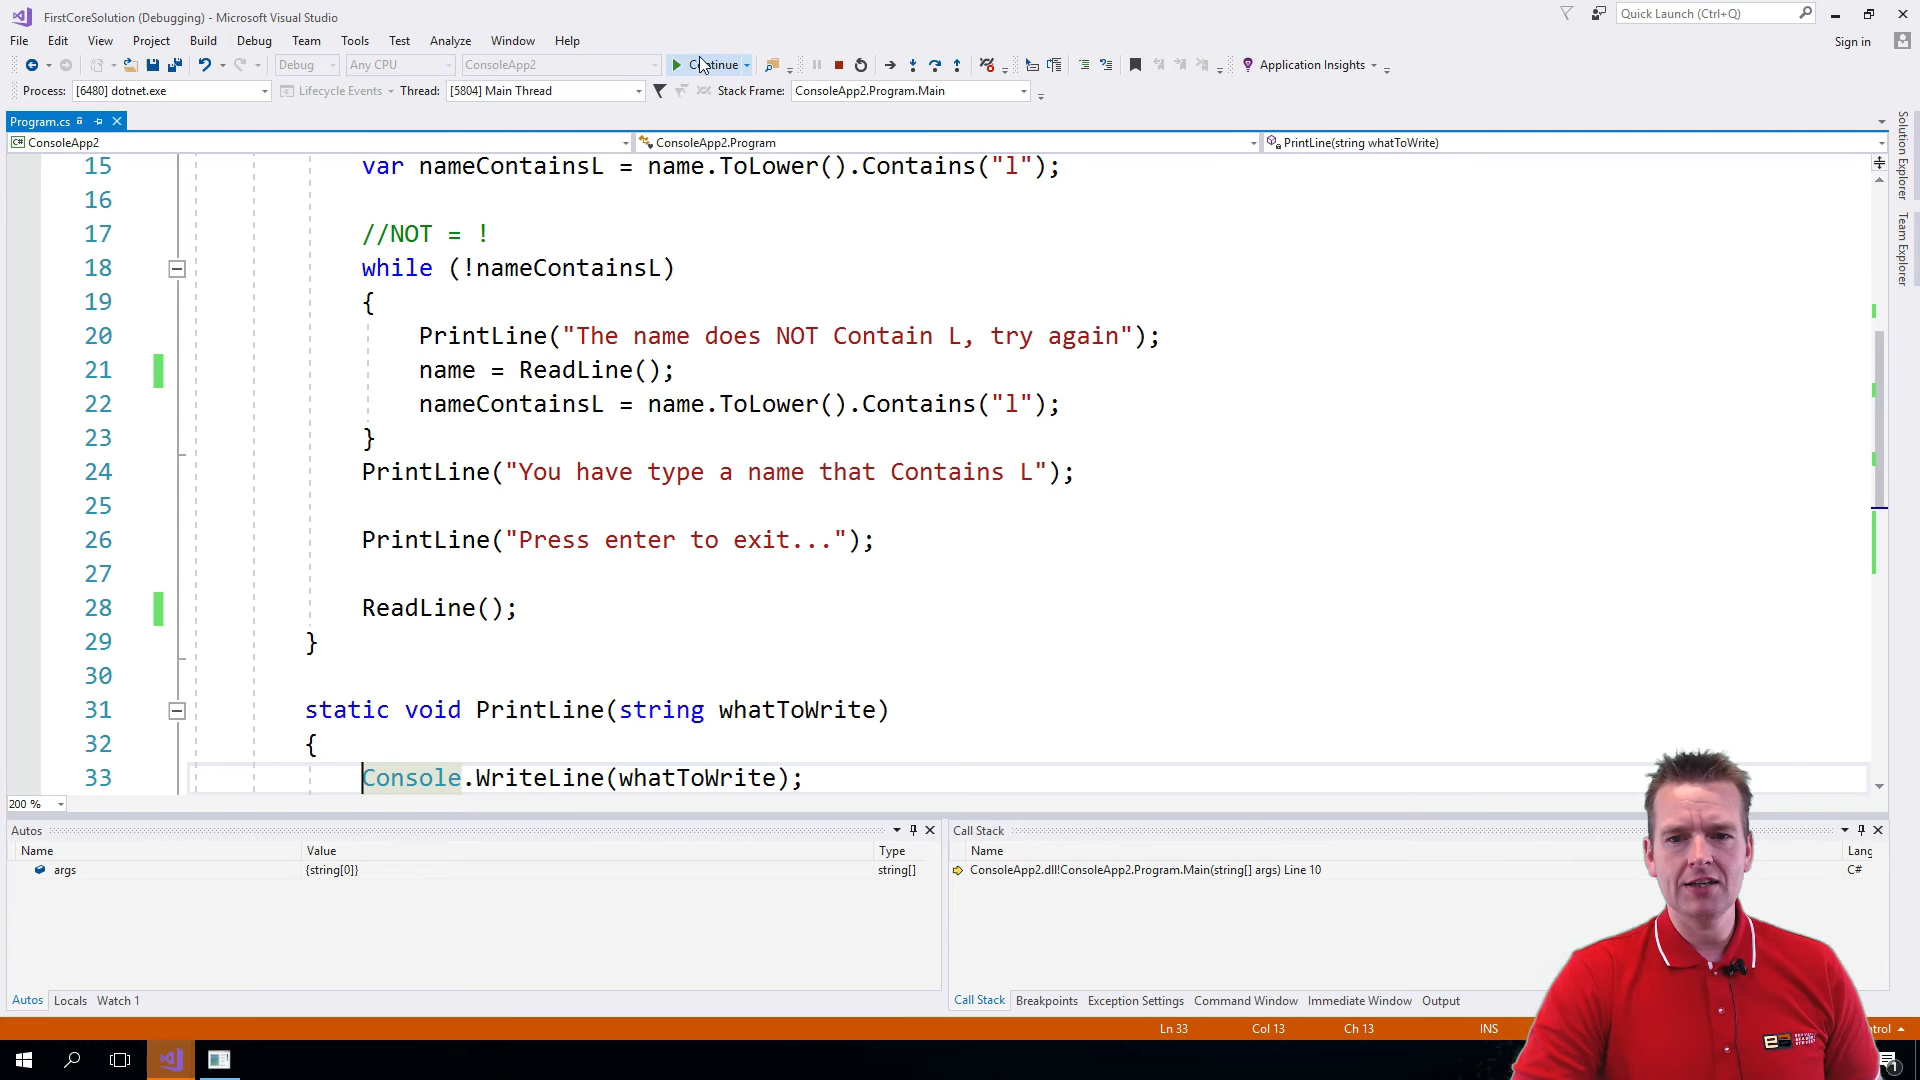 FirstCoreSolution (Debugging) - Microsoft Visual Studio
Quick Launch (Ctrl+Q)
File Edit View Project Build Debug Team Tools Test Analyze Window Help
Sign in
Debug Any CPU ConsoleApp2 Continue Application Insights
Process: [6480] dotnet.exe Lifecycle Events Thread: [5804] Main Thread Stack Frame: ConsoleApp2.Program.Main
Program.cs
C# ConsoleApp2 ConsoleApp2.Program PrintLine(string whatToWrite)
Solution Explorer
Team Explorer
15 var nameContainsL = name.ToLower().Contains("l");
16
17 //NOT = !
18 while (!nameContainsL)
19 {
20 PrintLine("The name does NOT Contain L, try again");
21 name = ReadLine();
22 nameContainsL = name.ToLower().Contains("l");
23 }
24 PrintLine("You have type a name that Contains L");
25
26 PrintLine("Press enter to exit...");
27
28 ReadLine();
29 }
30
31 static void PrintLine(string whatToWrite)
32 {
33 Console.WriteLine(whatToWrite);
200 %
Autos
Name Value Type
args {string[0]} string[]
Autos Locals Watch 1
Call Stack
Name Lang
ConsoleApp2.dll!ConsoleApp2.Program.Main(string[] args) Line 10 C#
Call Stack Breakpoints Exception Settings Command Window Immediate Window Output
Ln 33 Col 13 Ch 13 INS
1